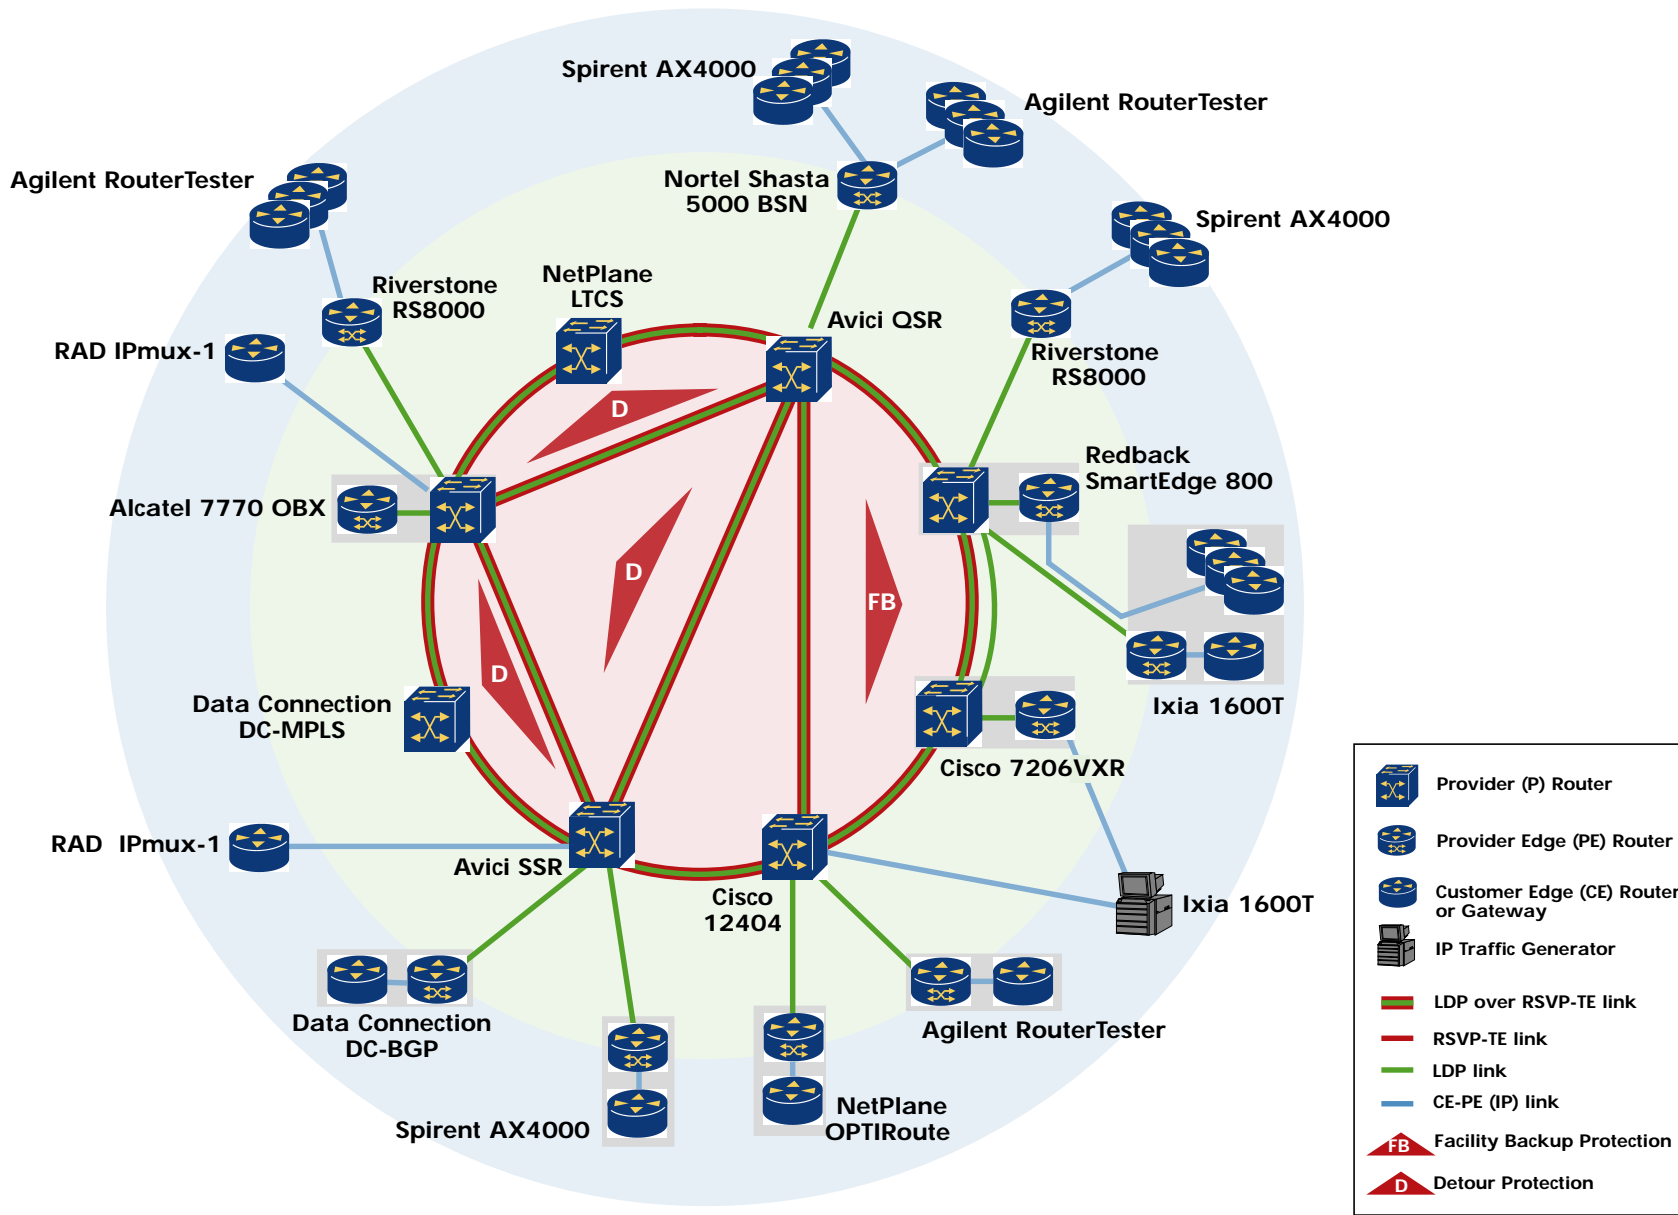 Spirent AX4000
Agilent RouterTester
Agilent RouterTester
Nortel Shasta
5000 BSN
Spirent AX4000
NetPlane
LTCS
Riverstone
RS8000
Avici QSR
RAD IPmux-1
Riverstone
RS8000
D
Redback
SmartEdge 800
Alcatel 7770 OBX
D
FB
D
Data Connection
DC-MPLS
Ixia 1600T
Cisco 7206VXR
RAD IPmux-1
Avici SSR
Cisco
12404
Ixia 1600T
Data Connection
DC-BGP
Agilent RouterTester
Spirent AX4000
NetPlane
OPTIRoute
Provider (P) Router
Provider Edge (PE) Router
Customer Edge (CE) Router
or Gateway
IP Traffic Generator
LDP over RSVP-TE link
RSVP-TE link
LDP link
CE-PE (IP) link
FB Facility Backup Protection
D Detour Protection